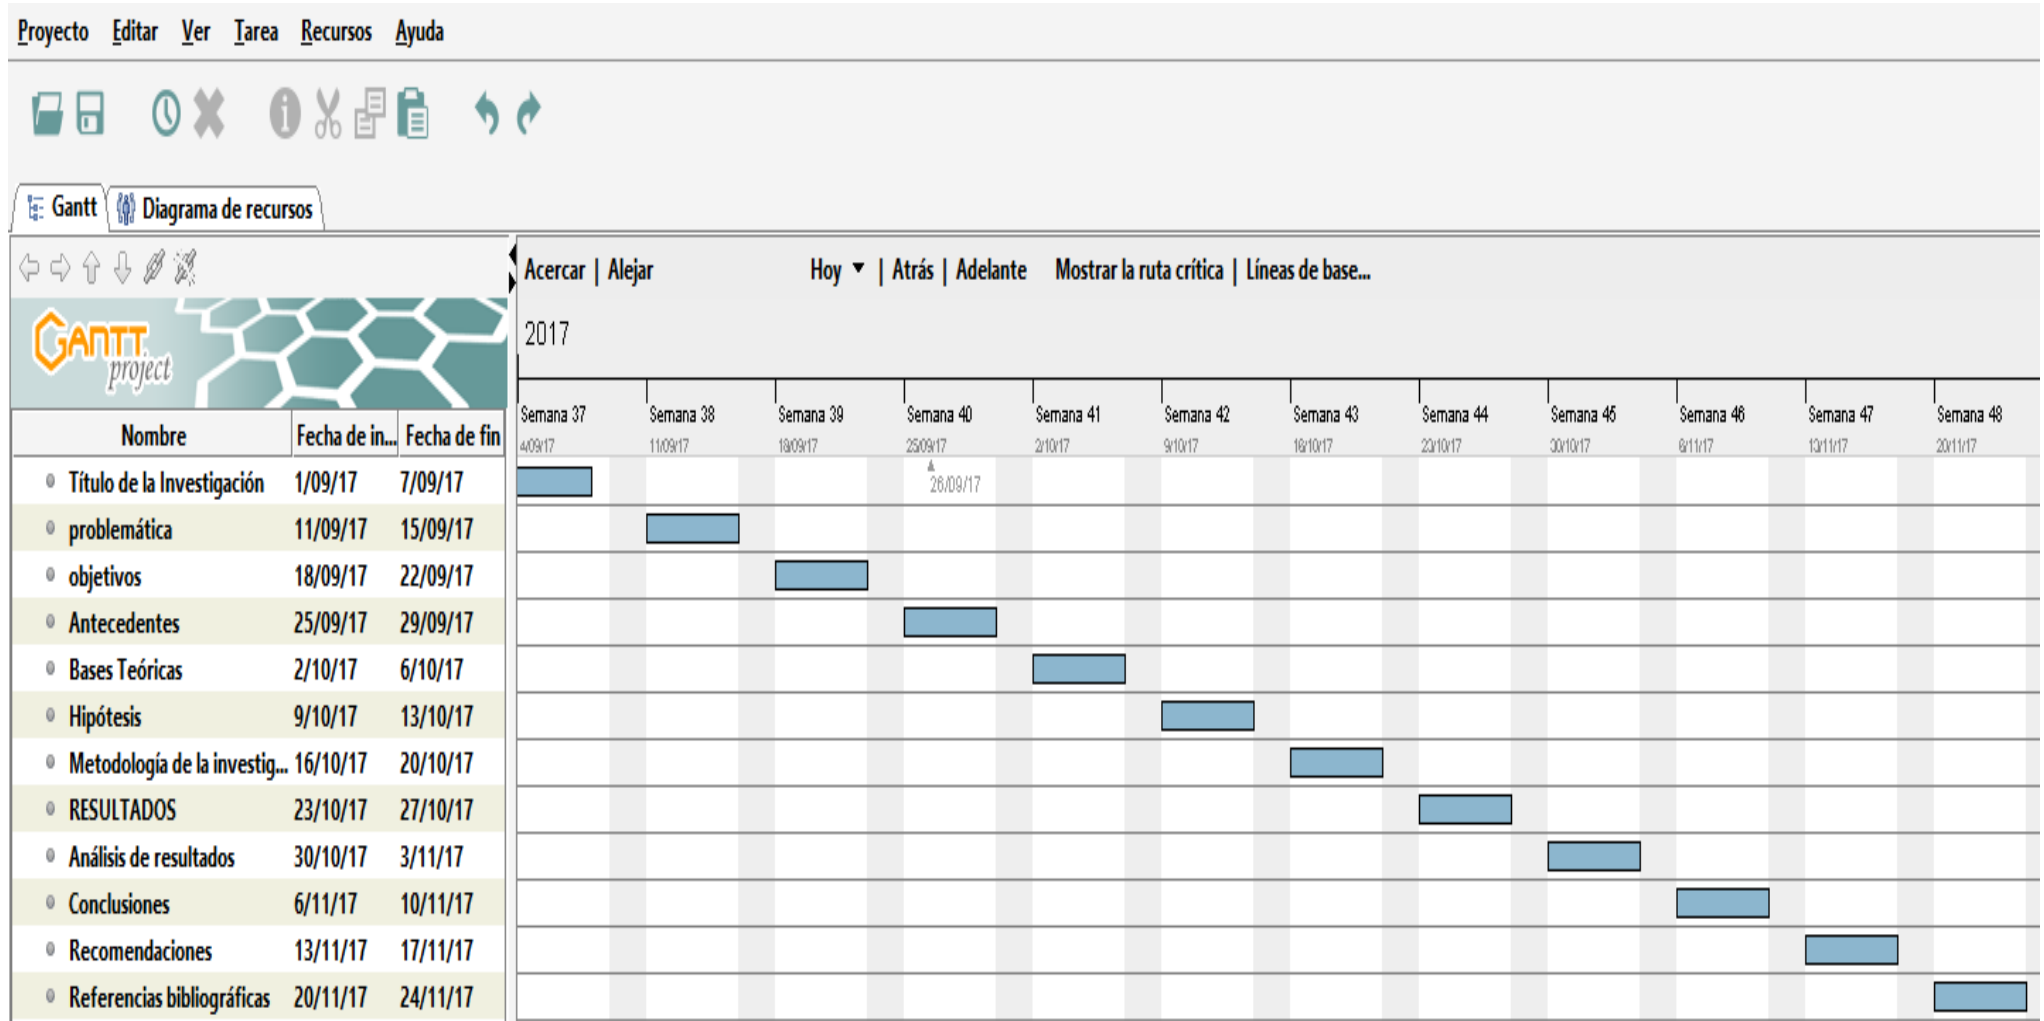 Proyecto Editar Ver Tarea Recursos Ayuda
Gantt Diagrama de recursos
Acercar | Alejar Hoy ▼ | Atrás | Adelante Mostrar la ruta crítica | Líneas de base...
GANTT project
2017
Semana 37 Semana 38 Semana 39 Semana 40 Semana 41 Semana 42 Semana 43 Semana 44 Semana 45 Semana 46 Semana 47 Semana 48
4/09/17 11/09/17 18/09/17 25/09/17 2/10/17 9/10/17 16/10/17 23/10/17 30/10/17 6/11/17 13/11/17 20/11/17
Nombre Fecha de in... Fecha de fin
Título de la Investigación 1/09/17 7/09/17
26/09/17
problemática 11/09/17 15/09/17
objetivos 18/09/17 22/09/17
Antecedentes 25/09/17 29/09/17
Bases Teóricas 2/10/17 6/10/17
Hipótesis 9/10/17 13/10/17
Metodología de la investig... 16/10/17 20/10/17
RESULTADOS 23/10/17 27/10/17
Análisis de resultados 30/10/17 3/11/17
Conclusiones 6/11/17 10/11/17
Recomendaciones 13/11/17 17/11/17
Referencias bibliográficas 20/11/17 24/11/17